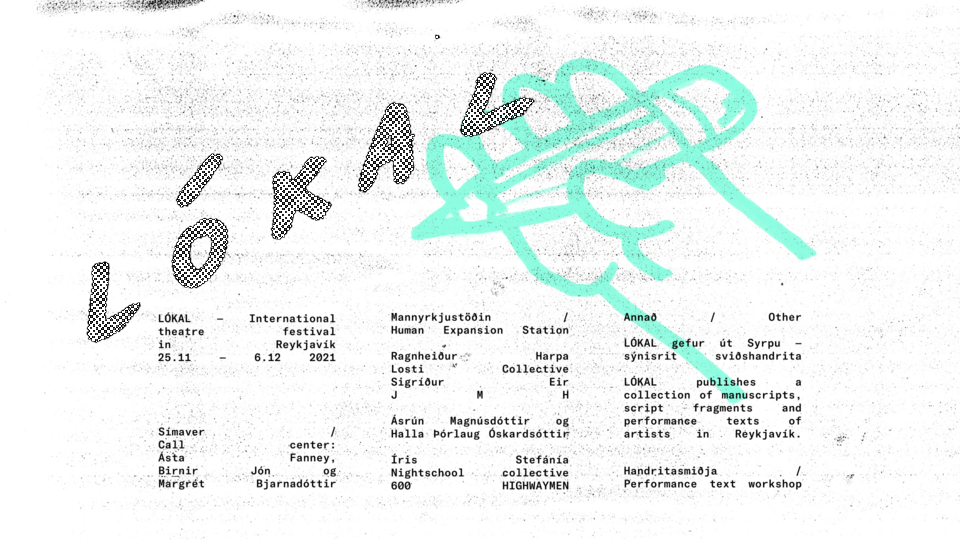 LÓKAL
LÓKAL – International
theatre festival
in Reykjavík
25.11 – 6.12 2021
Símaver /
Call center:
Ásta Fanney,
Birnir Jón og
Margrét Bjarnadóttir
Mannyrkjustöðin /
Human Expansion Station
Ragnheiður Harpa
Losti Collective
Sigríður Eir
J M H
Ásrún Magnúsdóttir og
Halla Þórlaug Óskardsóttir
Íris Stefánía
Nightschool collective
600 HIGHWAYMEN
Annað / Other
LÓKAL gefur út Syrpu –
sýnisrit sviðshandrita
LÓKAL publishes a
collection of manuscripts,
script fragments and
performance texts of
artists in Reykjavík.
Handritasmiðja /
Performance text workshop